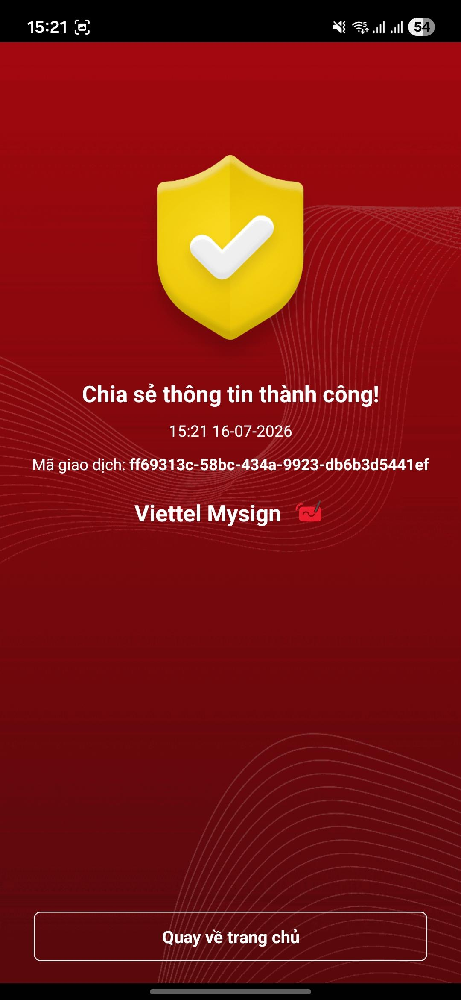 15:21
5
54
Chia sẻ thông tin thành công!
15:21 16-07-2026
Mã giao dịch: ff69313c-58bc-434a-9923-db6b3d5441ef
Viettel Mysign
Quay về trang chủ